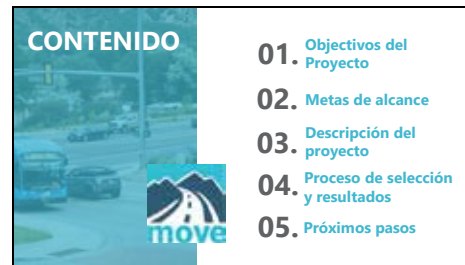 CONTENIDO
01. Objectivos del
Proyecto
02. Metas de alcance
03. Descripción del
proyecto
04. Proceso de selección
y resultados
05. Próximos pasos
move